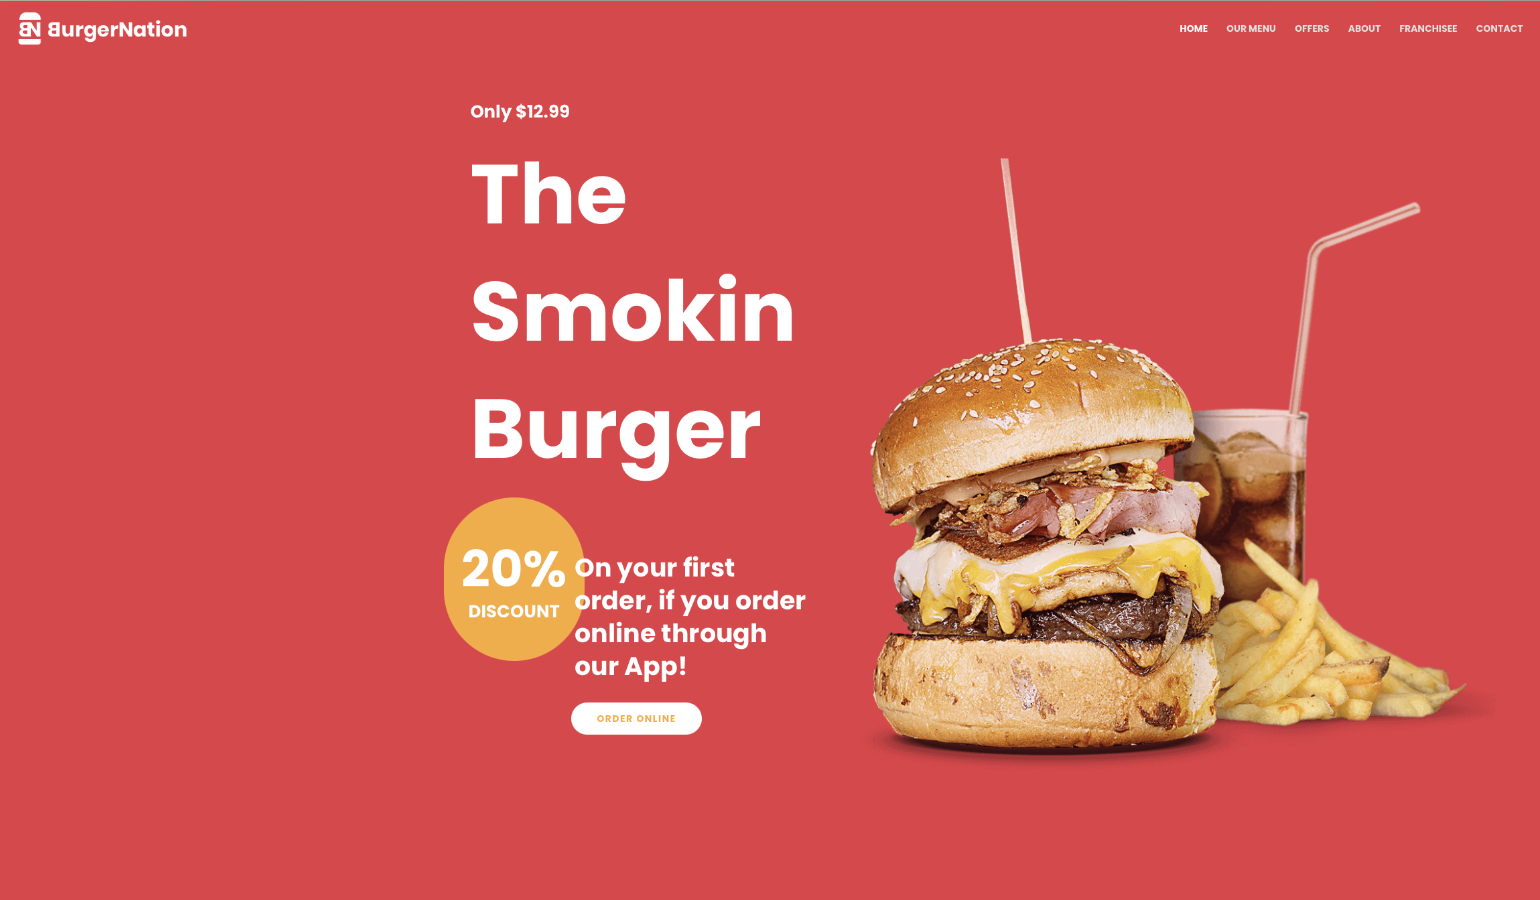 BN BurgerNation
HOME OUR MENU OFFERS ABOUT FRANCHISEE CONTACT
Only $12.99
The
Smokin
Burger
20%
DISCOUNT
On your first
order, if you order
online through
our App!
ORDER ONLINE